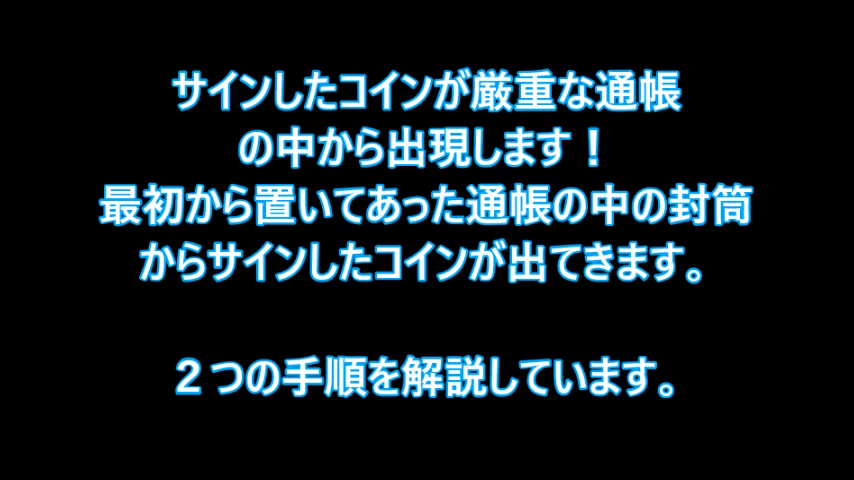 サインしたコインが厳重な通帳
の中から出現します！
最初から置いてあった通帳の中の封筒
からサインしたコインが出てきます。
２つの手順を解説しています。